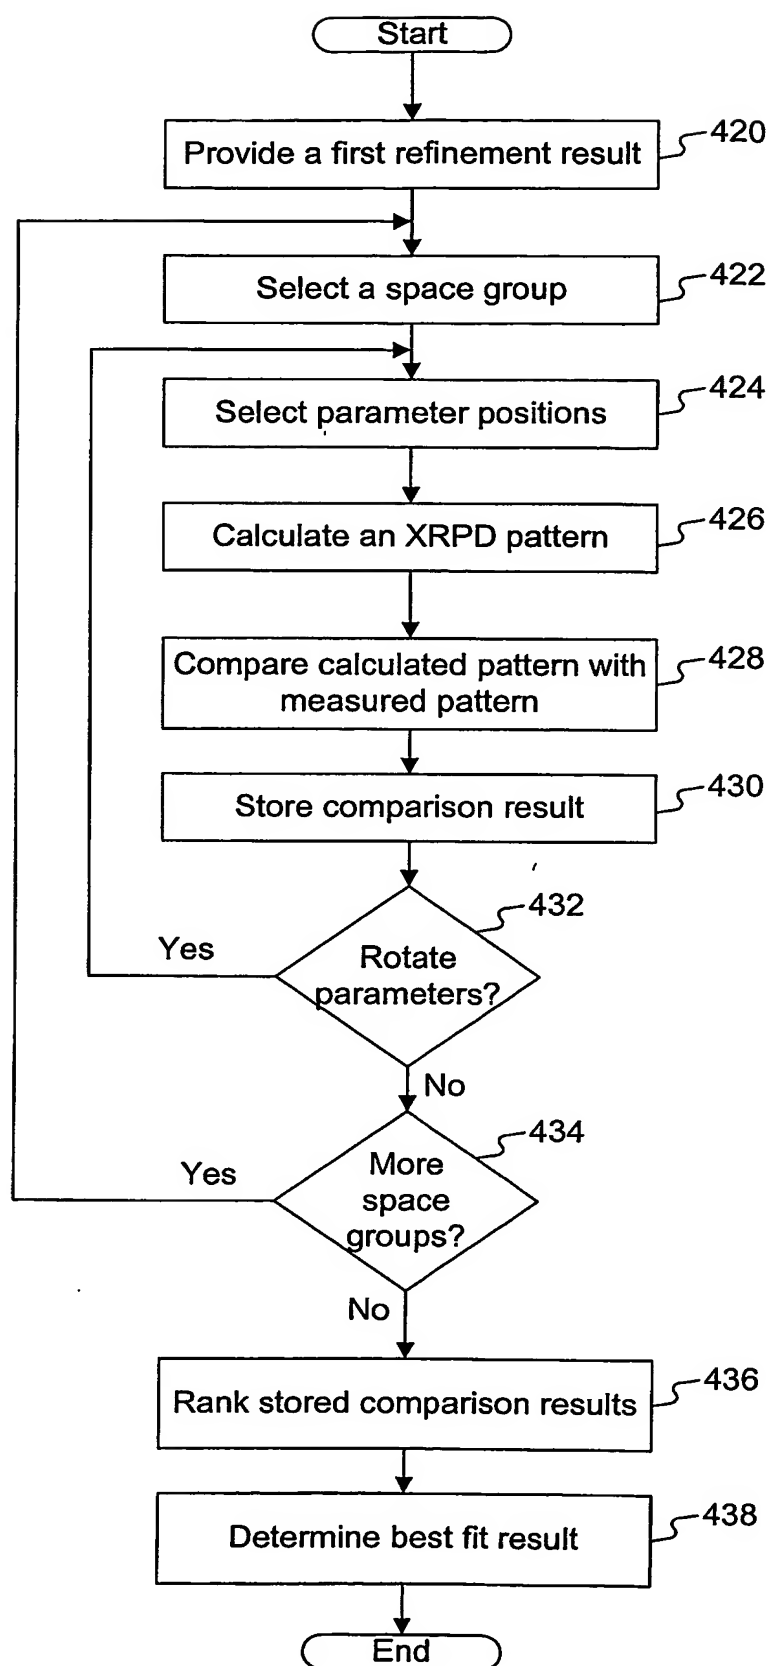 Start
Provide a first refinement result
420
Select a space group
422
Select parameter positions
424
Calculate an XRPD pattern
426
Compare calculated pattern with
measured pattern
428
Store comparison result
430
432
Yes
Rotate
parameters?
No
434
Yes
More
space
groups?
No
Rank stored comparison results
436
Determine best fit result
438
End